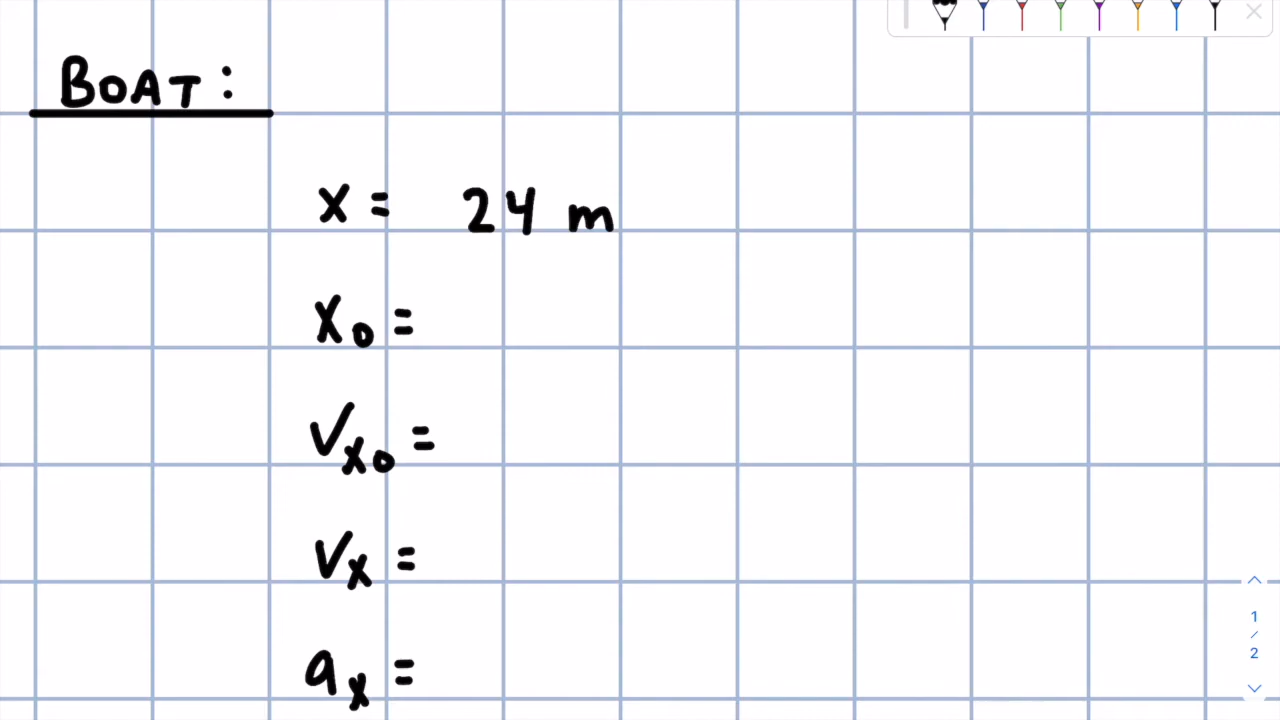 BOAT:
x = 24 m
x₀ =
vₓ₀ =
vₓ =
aₓ =
1
/
2